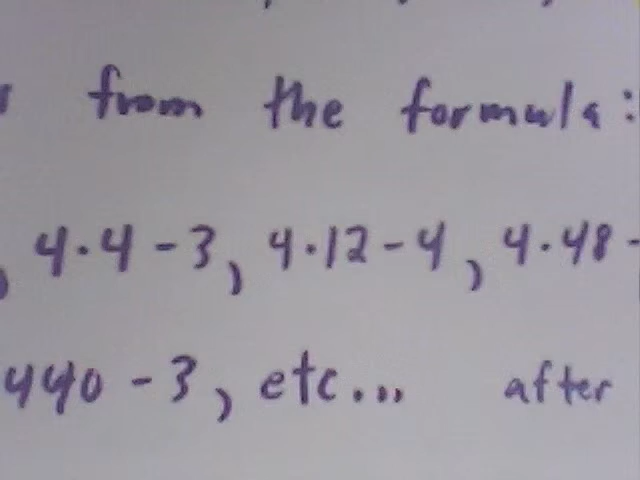 from the formula:
, 4·4-3, 4·12-4, 4·48-
440-3, etc... after